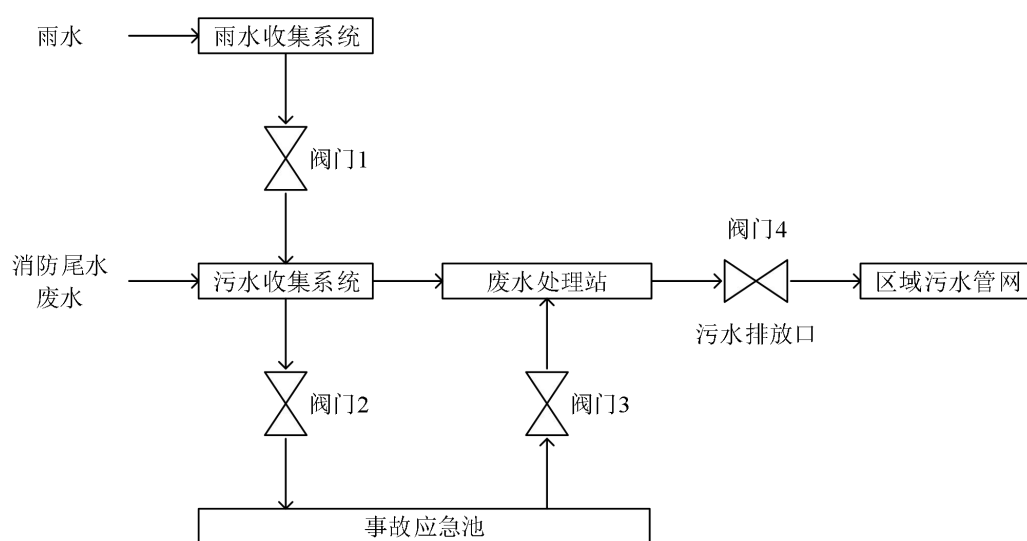 雨水
雨水收集系统
阀门1
阀门4
消防尾水
废水
污水收集系统
废水处理站
区域污水管网
污水排放口
阀门2
阀门3
事故应急池